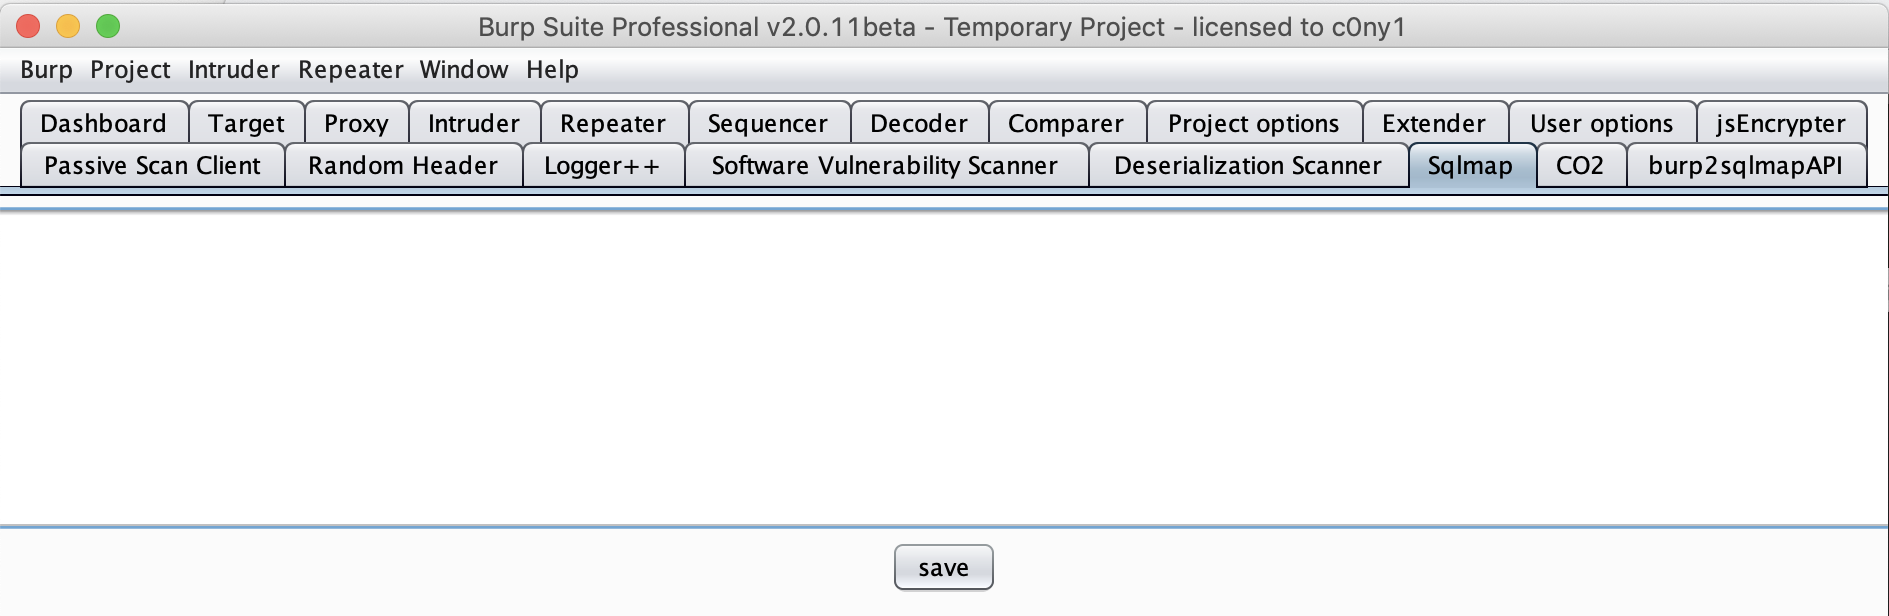 Burp Suite Professional v2.0.11beta - Temporary Project - licensed to c0ny1
Burp Project Intruder Repeater Window Help
Dashboard Target Proxy Intruder Repeater Sequencer Decoder Comparer Project options Extender User options jsEncrypter
Passive Scan Client Random Header Logger++ Software Vulnerability Scanner Deserialization Scanner Sqlmap CO2 burp2sqlmapAPI
save